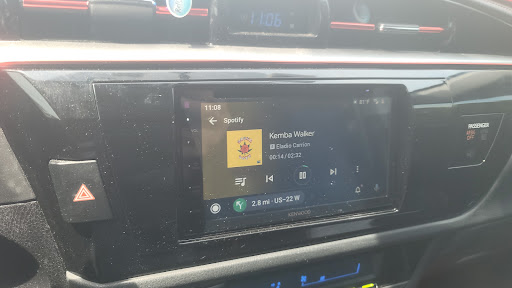 11:06
11:08
Spotify
Kemba Walker
E Eladio Carrion
00:14 / 02:32
2.8 mi · US-22 W
KENWOOD
PASSENGER